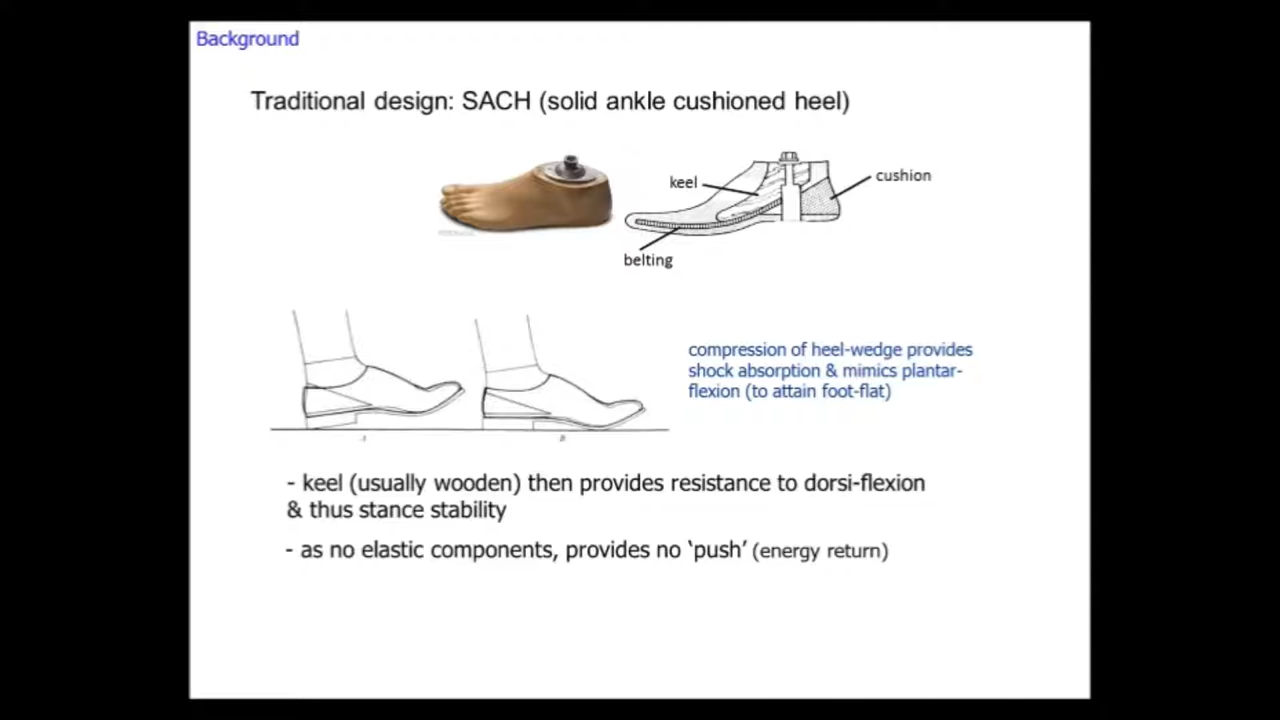 Background
Traditional design: SACH (solid ankle cushioned heel)
keel
cushion
belting
compression of heel-wedge provides
shock absorption & mimics plantar-
flexion (to attain foot-flat)
- keel (usually wooden) then provides resistance to dorsi-flexion
& thus stance stability
- as no elastic components, provides no ‘push’ (energy return)